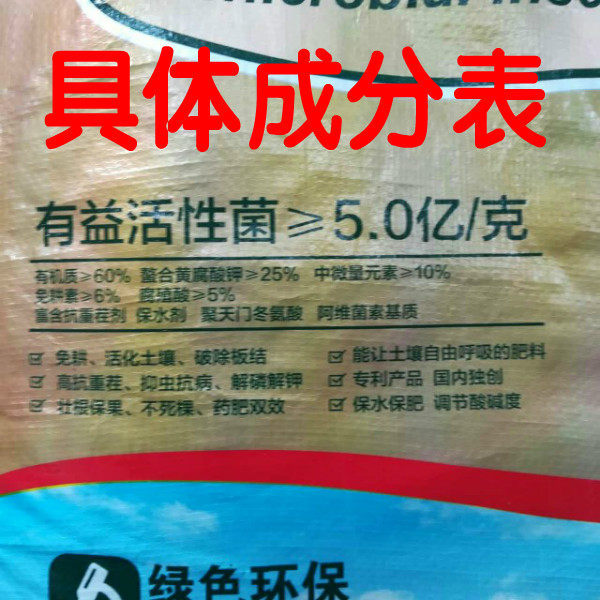 microbial
具体成分表
有益活性菌≥5.0亿/克
有机质≥60% 螯合黄腐酸钾≥25% 中微量元素≥10%
免耕素≥6% 腐殖酸≥5%
富含抗重茬剂 保水剂 聚天门冬氨酸 阿维菌素基质
免耕、活化土壤、破除板结
能让土壤自由呼吸的肥料
高抗重茬、抑虫抗病、解磷解钾
专利产品 国内独创
壮根保果、不死棵、药肥双效
保水保肥 调节酸碱度
绿色环保